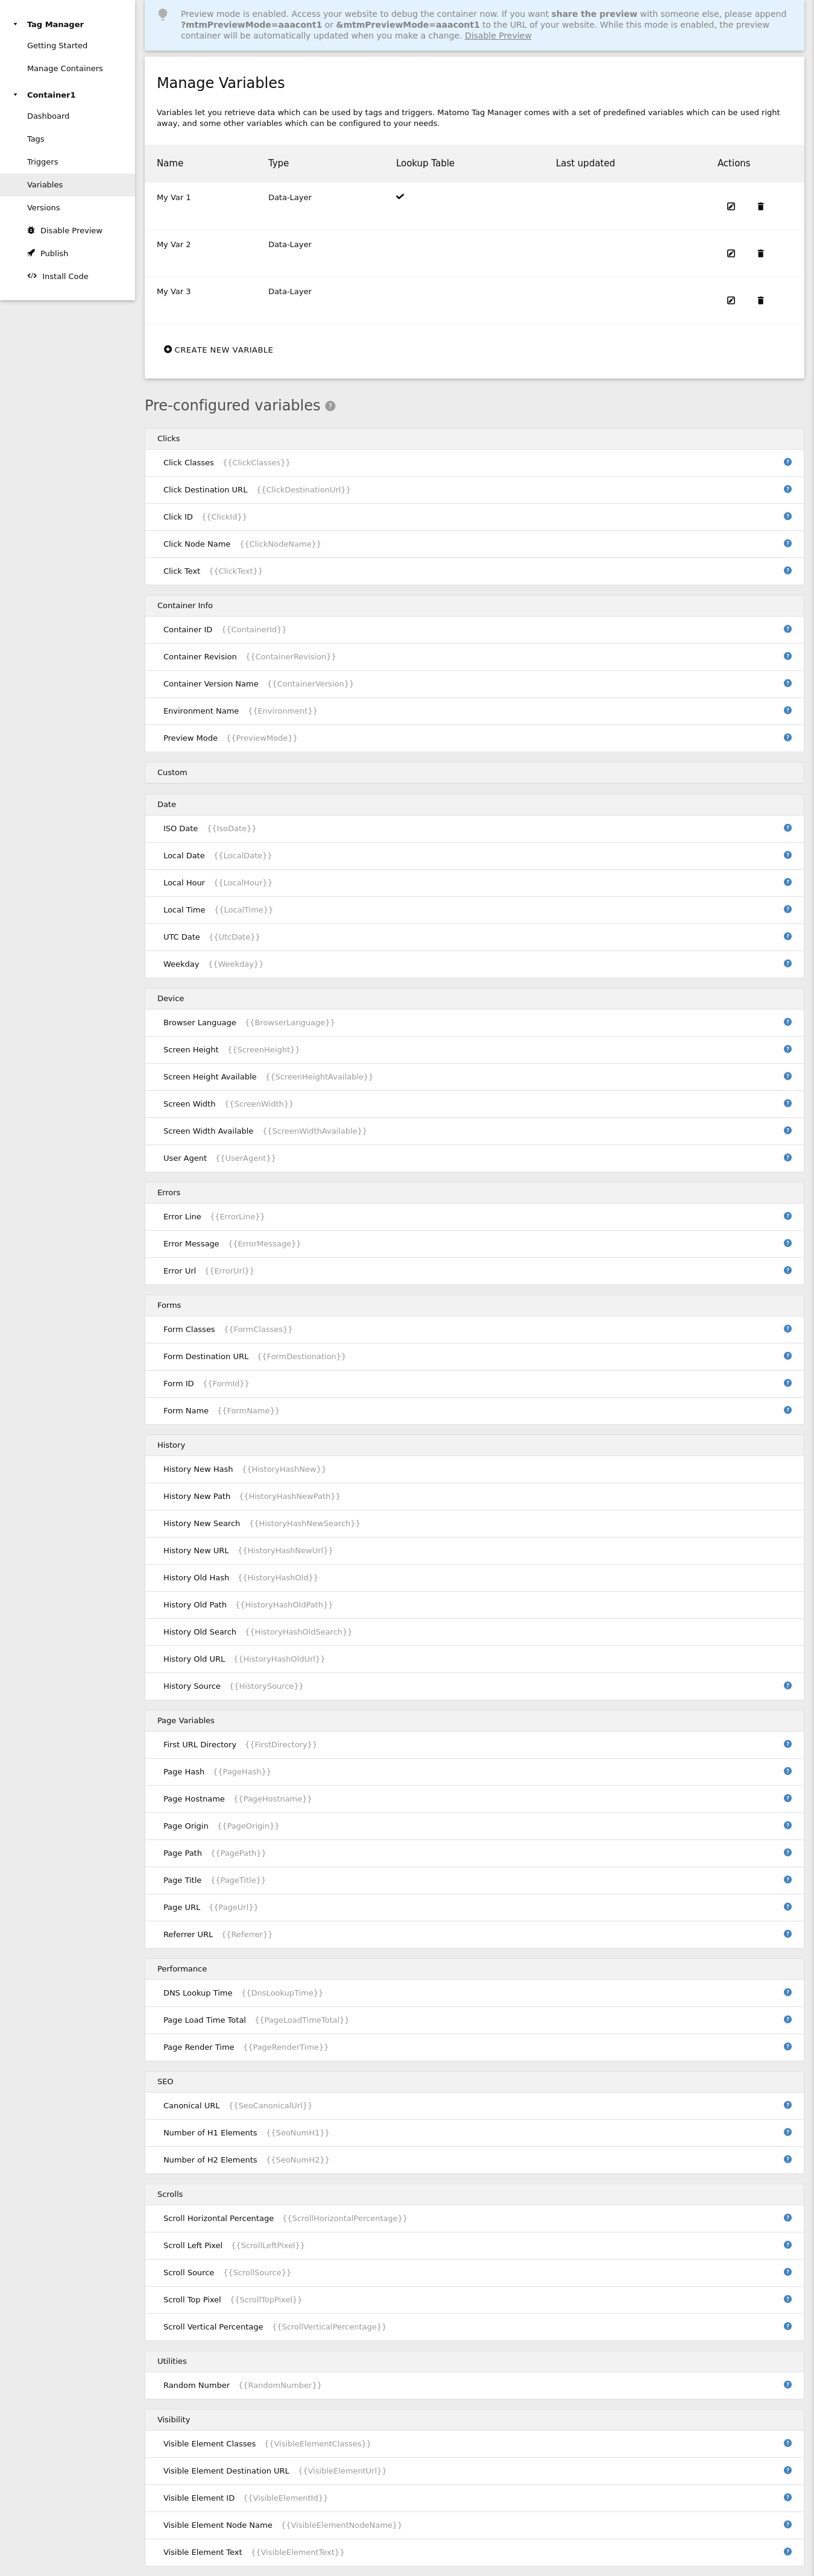 Tag Manager
Getting Started
Manage Containers
Container1
Dashboard
Tags
Triggers
Variables
Versions
Disable Preview
Publish
Install Code
Preview mode is enabled. Access your website to debug the container now. If you want share the preview with someone else, please append
?mtmPreviewMode=aaacont1 or &mtmPreviewMode=aaacont1 to the URL of your website. While this mode is enabled, the preview
container will be automatically updated when you make a change. Disable Preview
Manage Variables
Variables let you retrieve data which can be used by tags and triggers. Matomo Tag Manager comes with a set of predefined variables which can be used right
away, and some other variables which can be configured to your needs.
Name Type Lookup Table Last updated Actions
My Var 1 Data-Layer
My Var 2 Data-Layer
My Var 3 Data-Layer
CREATE NEW VARIABLE
Pre-configured variables
Clicks
Click Classes {{ClickClasses}}
Click Destination URL {{ClickDestinationUrl}}
Click ID {{ClickId}}
Click Node Name {{ClickNodeName}}
Click Text {{ClickText}}
Container Info
Container ID {{ContainerId}}
Container Revision {{ContainerRevision}}
Container Version Name {{ContainerVersion}}
Environment Name {{Environment}}
Preview Mode {{PreviewMode}}
Custom
Date
ISO Date {{IsoDate}}
Local Date {{LocalDate}}
Local Hour {{LocalHour}}
Local Time {{LocalTime}}
UTC Date {{UtcDate}}
Weekday {{Weekday}}
Device
Browser Language {{BrowserLanguage}}
Screen Height {{ScreenHeight}}
Screen Height Available {{ScreenHeightAvailable}}
Screen Width {{ScreenWidth}}
Screen Width Available {{ScreenWidthAvailable}}
User Agent {{UserAgent}}
Errors
Error Line {{ErrorLine}}
Error Message {{ErrorMessage}}
Error Url {{ErrorUrl}}
Forms
Form Classes {{FormClasses}}
Form Destination URL {{FormDestionation}}
Form ID {{FormId}}
Form Name {{FormName}}
History
History New Hash {{HistoryHashNew}}
History New Path {{HistoryHashNewPath}}
History New Search {{HistoryHashNewSearch}}
History New URL {{HistoryHashNewUrl}}
History Old Hash {{HistoryHashOld}}
History Old Path {{HistoryHashOldPath}}
History Old Search {{HistoryHashOldSearch}}
History Old URL {{HistoryHashOldUrl}}
History Source {{HistorySource}}
Page Variables
First URL Directory {{FirstDirectory}}
Page Hash {{PageHash}}
Page Hostname {{PageHostname}}
Page Origin {{PageOrigin}}
Page Path {{PagePath}}
Page Title {{PageTitle}}
Page URL {{PageUrl}}
Referrer URL {{Referrer}}
Performance
DNS Lookup Time {{DnsLookupTime}}
Page Load Time Total {{PageLoadTimeTotal}}
Page Render Time {{PageRenderTime}}
SEO
Canonical URL {{SeoCanonicalUrl}}
Number of H1 Elements {{SeoNumH1}}
Number of H2 Elements {{SeoNumH2}}
Scrolls
Scroll Horizontal Percentage {{ScrollHorizontalPercentage}}
Scroll Left Pixel {{ScrollLeftPixel}}
Scroll Source {{ScrollSource}}
Scroll Top Pixel {{ScrollTopPixel}}
Scroll Vertical Percentage {{ScrollVerticalPercentage}}
Utilities
Random Number {{RandomNumber}}
Visibility
Visible Element Classes {{VisibleElementClasses}}
Visible Element Destination URL {{VisibleElementUrl}}
Visible Element ID {{VisibleElementId}}
Visible Element Node Name {{VisibleElementNodeName}}
Visible Element Text {{VisibleElementText}}